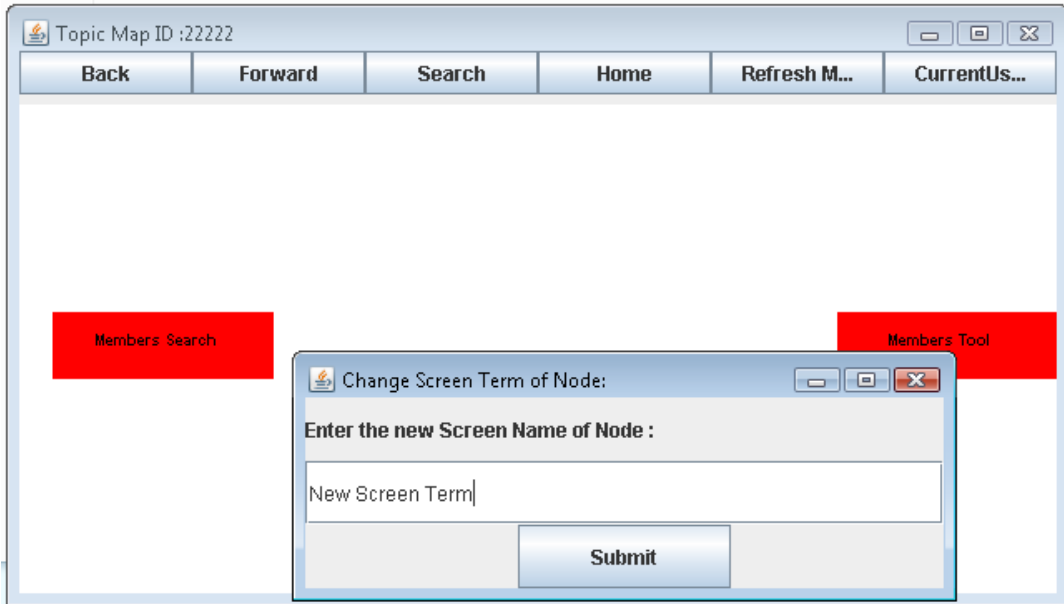 Topic Map ID :22222
Back Forward Search Home Refresh M... CurrentUs...
Members Search Members Tool
Change Screen Term of Node:
Enter the new Screen Name of Node :
New Screen Term
Submit